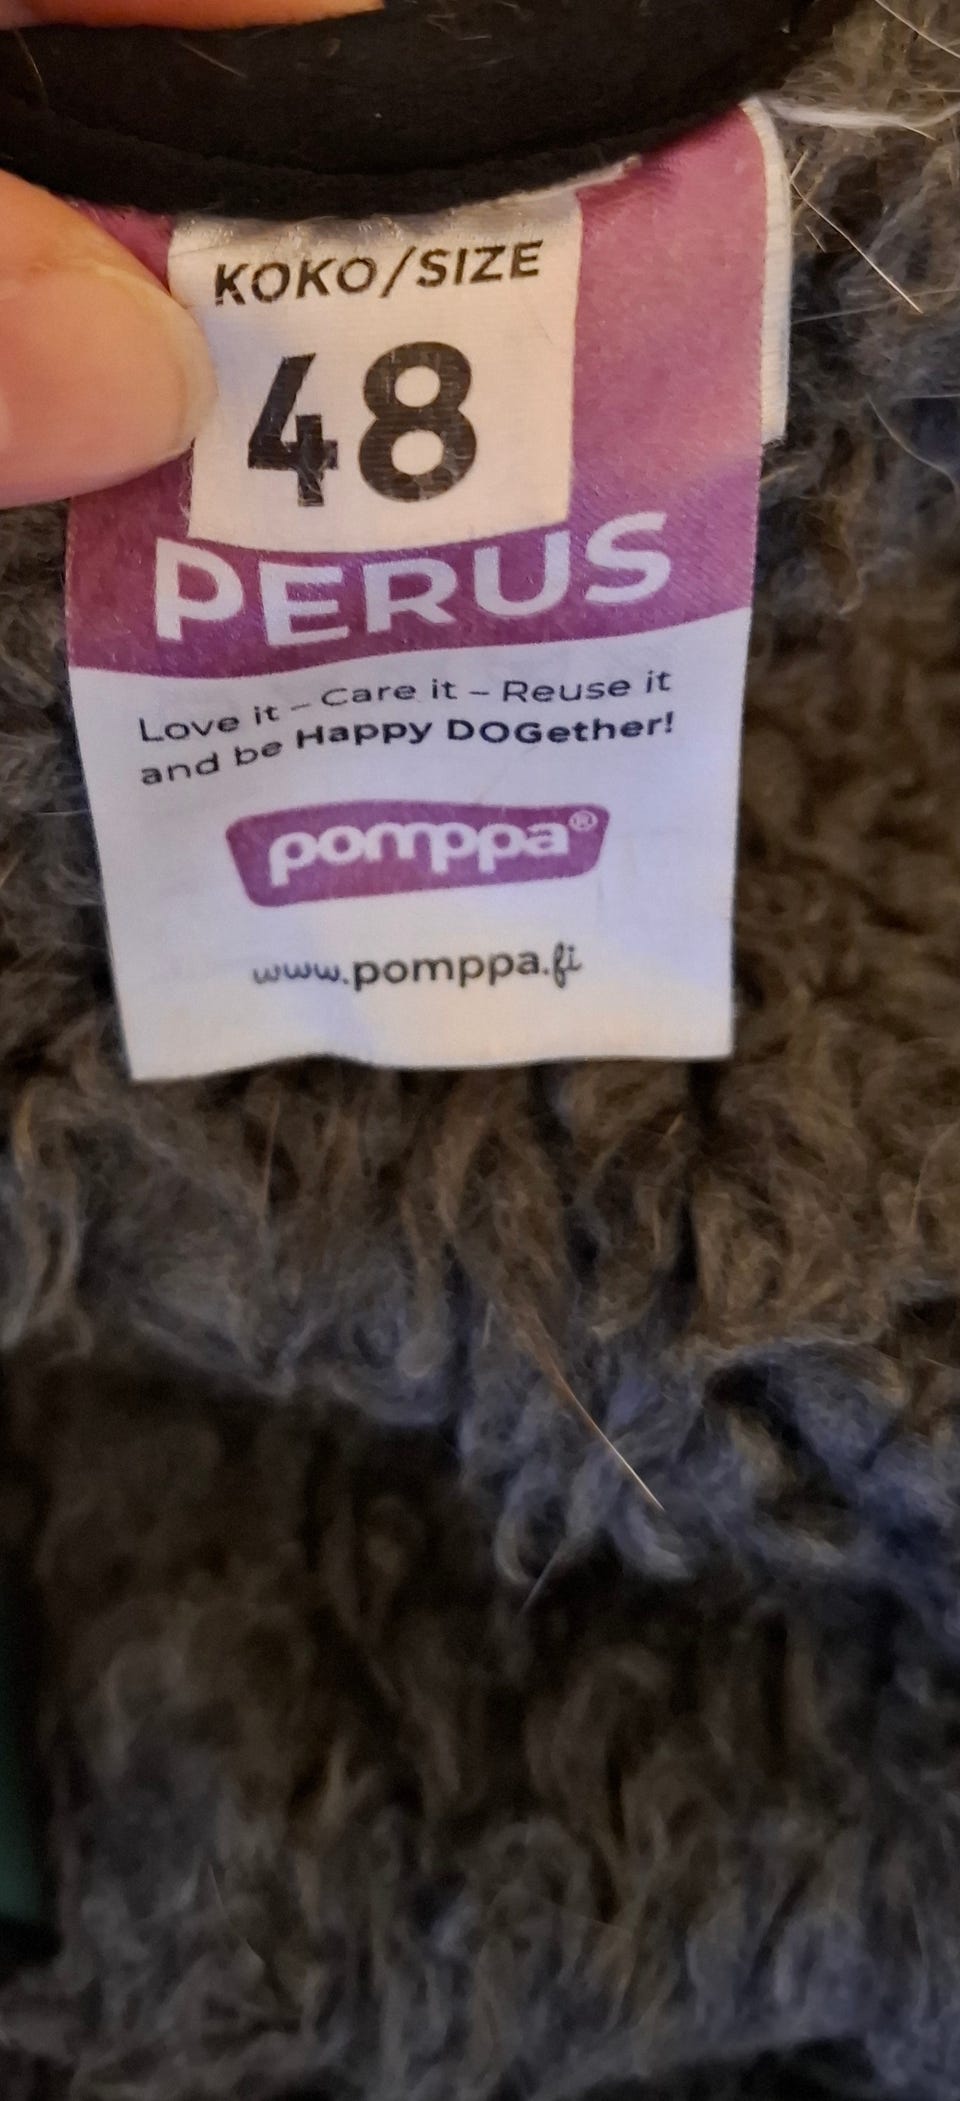 KOKO/SIZE
48
PERUS
Love it – Care it – Reuse it
and be Happy DOGether!
pomppa®
www.pomppa.fi